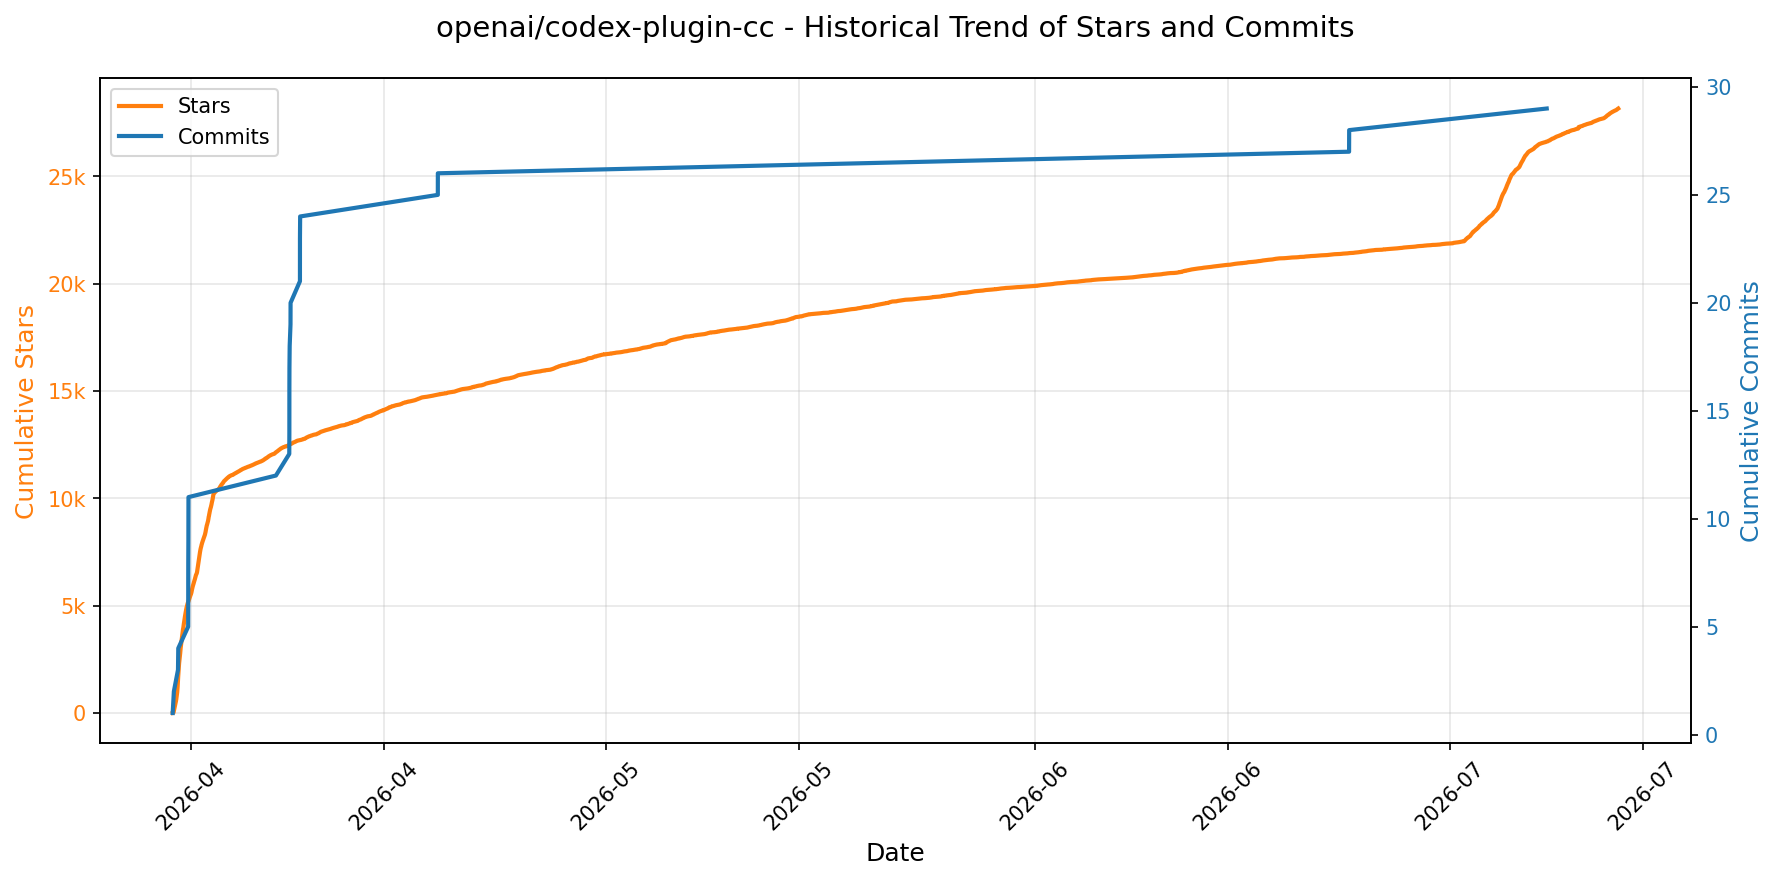 openai/codex-plugin-cc - Historical Trend of Stars and Commits
Stars
Commits
Cumulative Stars
25k
20k
15k
10k
5k
0
30
25
20
15
10
5
0
Cumulative Commits
2026-04
2026-04
2026-05
2026-05
2026-06
2026-06
2026-07
2026-07
Date